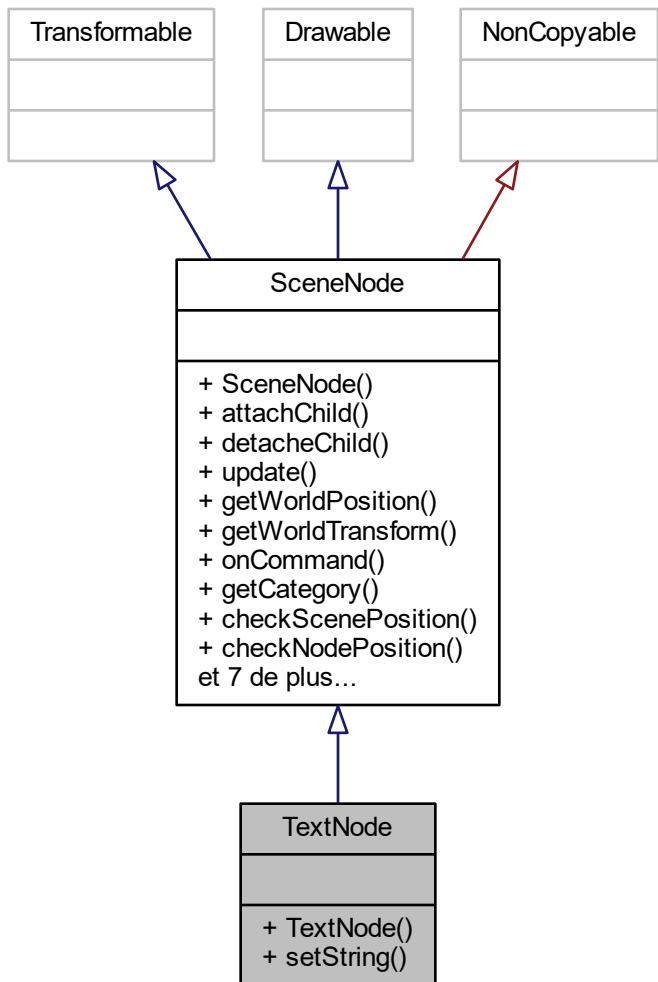 Transformable
Drawable
NonCopyable
SceneNode
+ SceneNode()
+ attachChild()
+ detacheChild()
+ update()
+ getWorldPosition()
+ getWorldTransform()
+ onCommand()
+ getCategory()
+ checkScenePosition()
+ checkNodePosition()
et 7 de plus...
TextNode
+ TextNode()
+ setString()